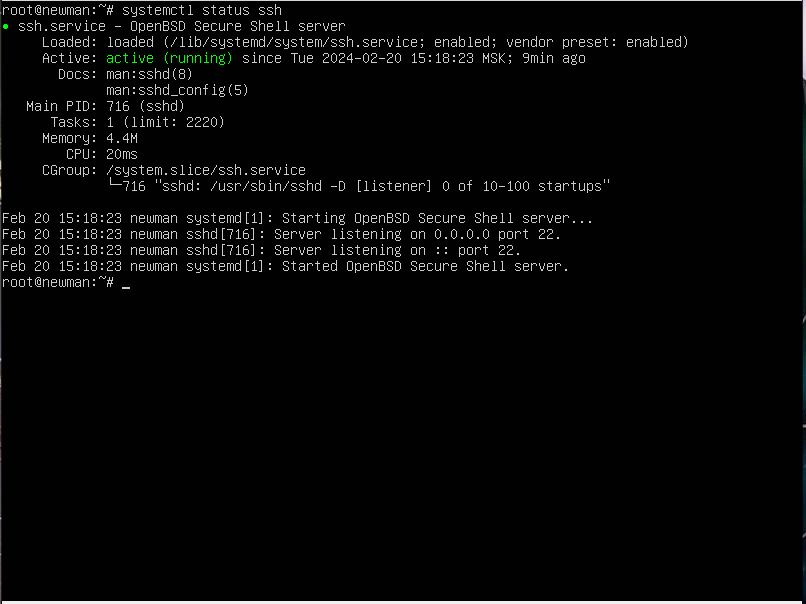 root@newman:~# systemctl status ssh
● ssh.service - OpenBSD Secure Shell server
     Loaded: loaded (/lib/systemd/system/ssh.service; enabled; vendor preset: enabled)
     Active: active (running) since Tue 2024-02-20 15:18:23 MSK; 9min ago
       Docs: man:sshd(8)
             man:sshd_config(5)
   Main PID: 716 (sshd)
      Tasks: 1 (limit: 2220)
     Memory: 4.4M
        CPU: 20ms
     CGroup: /system.slice/ssh.service
             └─716 "sshd: /usr/sbin/sshd -D [listener] 0 of 10-100 startups"

Feb 20 15:18:23 newman systemd[1]: Starting OpenBSD Secure Shell server...
Feb 20 15:18:23 newman sshd[716]: Server listening on 0.0.0.0 port 22.
Feb 20 15:18:23 newman sshd[716]: Server listening on :: port 22.
Feb 20 15:18:23 newman systemd[1]: Started OpenBSD Secure Shell server.
root@newman:~# _